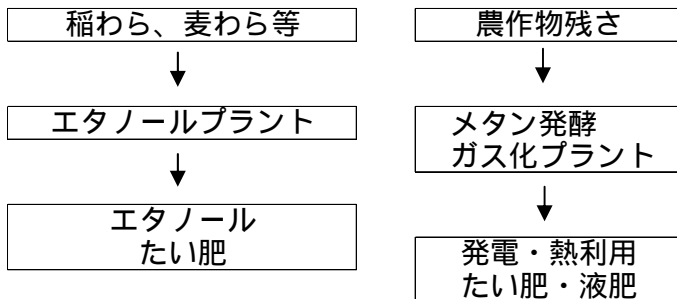 稲わら、麦わら等
エタノールプラント
エタノール
たい肥
農作物残さ
メタン発酵
ガス化プラント
発電・熱利用
たい肥・液肥